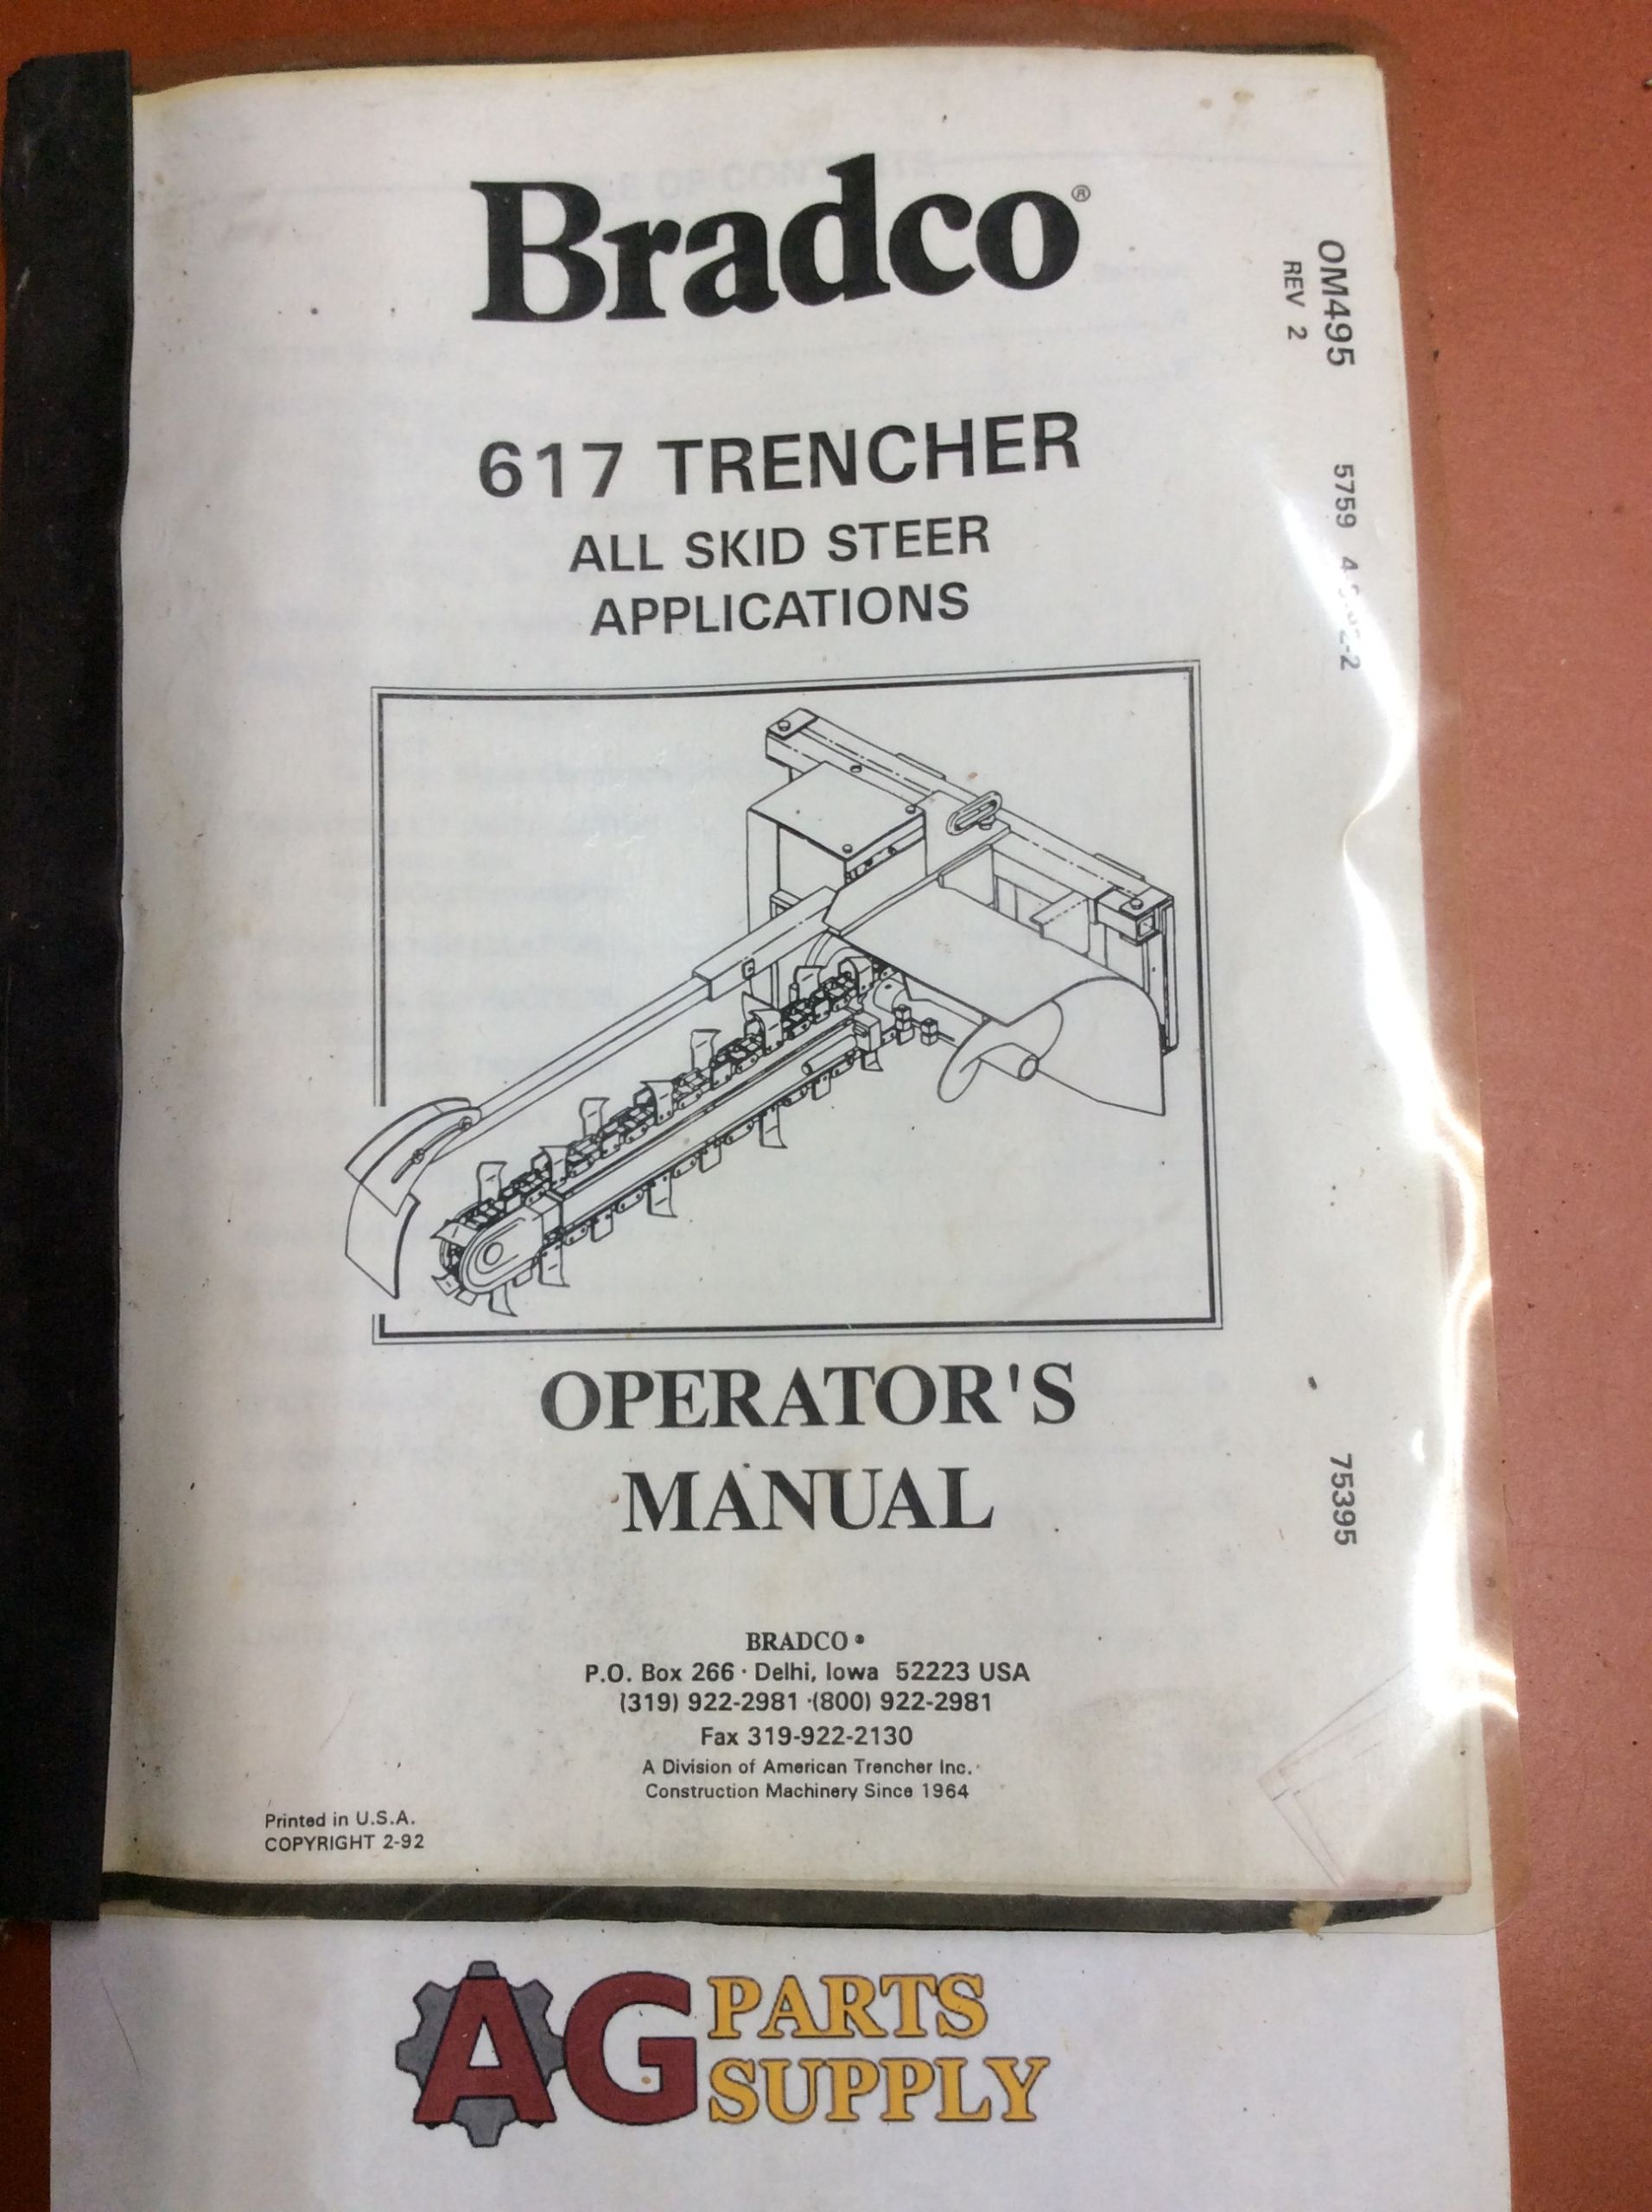 Bradco®
617 TRENCHER
ALL SKID STEER
APPLICATIONS
OM495
REV 2
5759
75395
OPERATOR'S
MANUAL
BRADCO ®
P.O. Box 266 · Delhi, Iowa 52223 USA
(319) 922-2981 ·(800) 922-2981
Fax 319-922-2130
A Division of American Trencher Inc.
Construction Machinery Since 1964
Printed in U.S.A.
COPYRIGHT 2-92
AG PARTS
SUPPLY